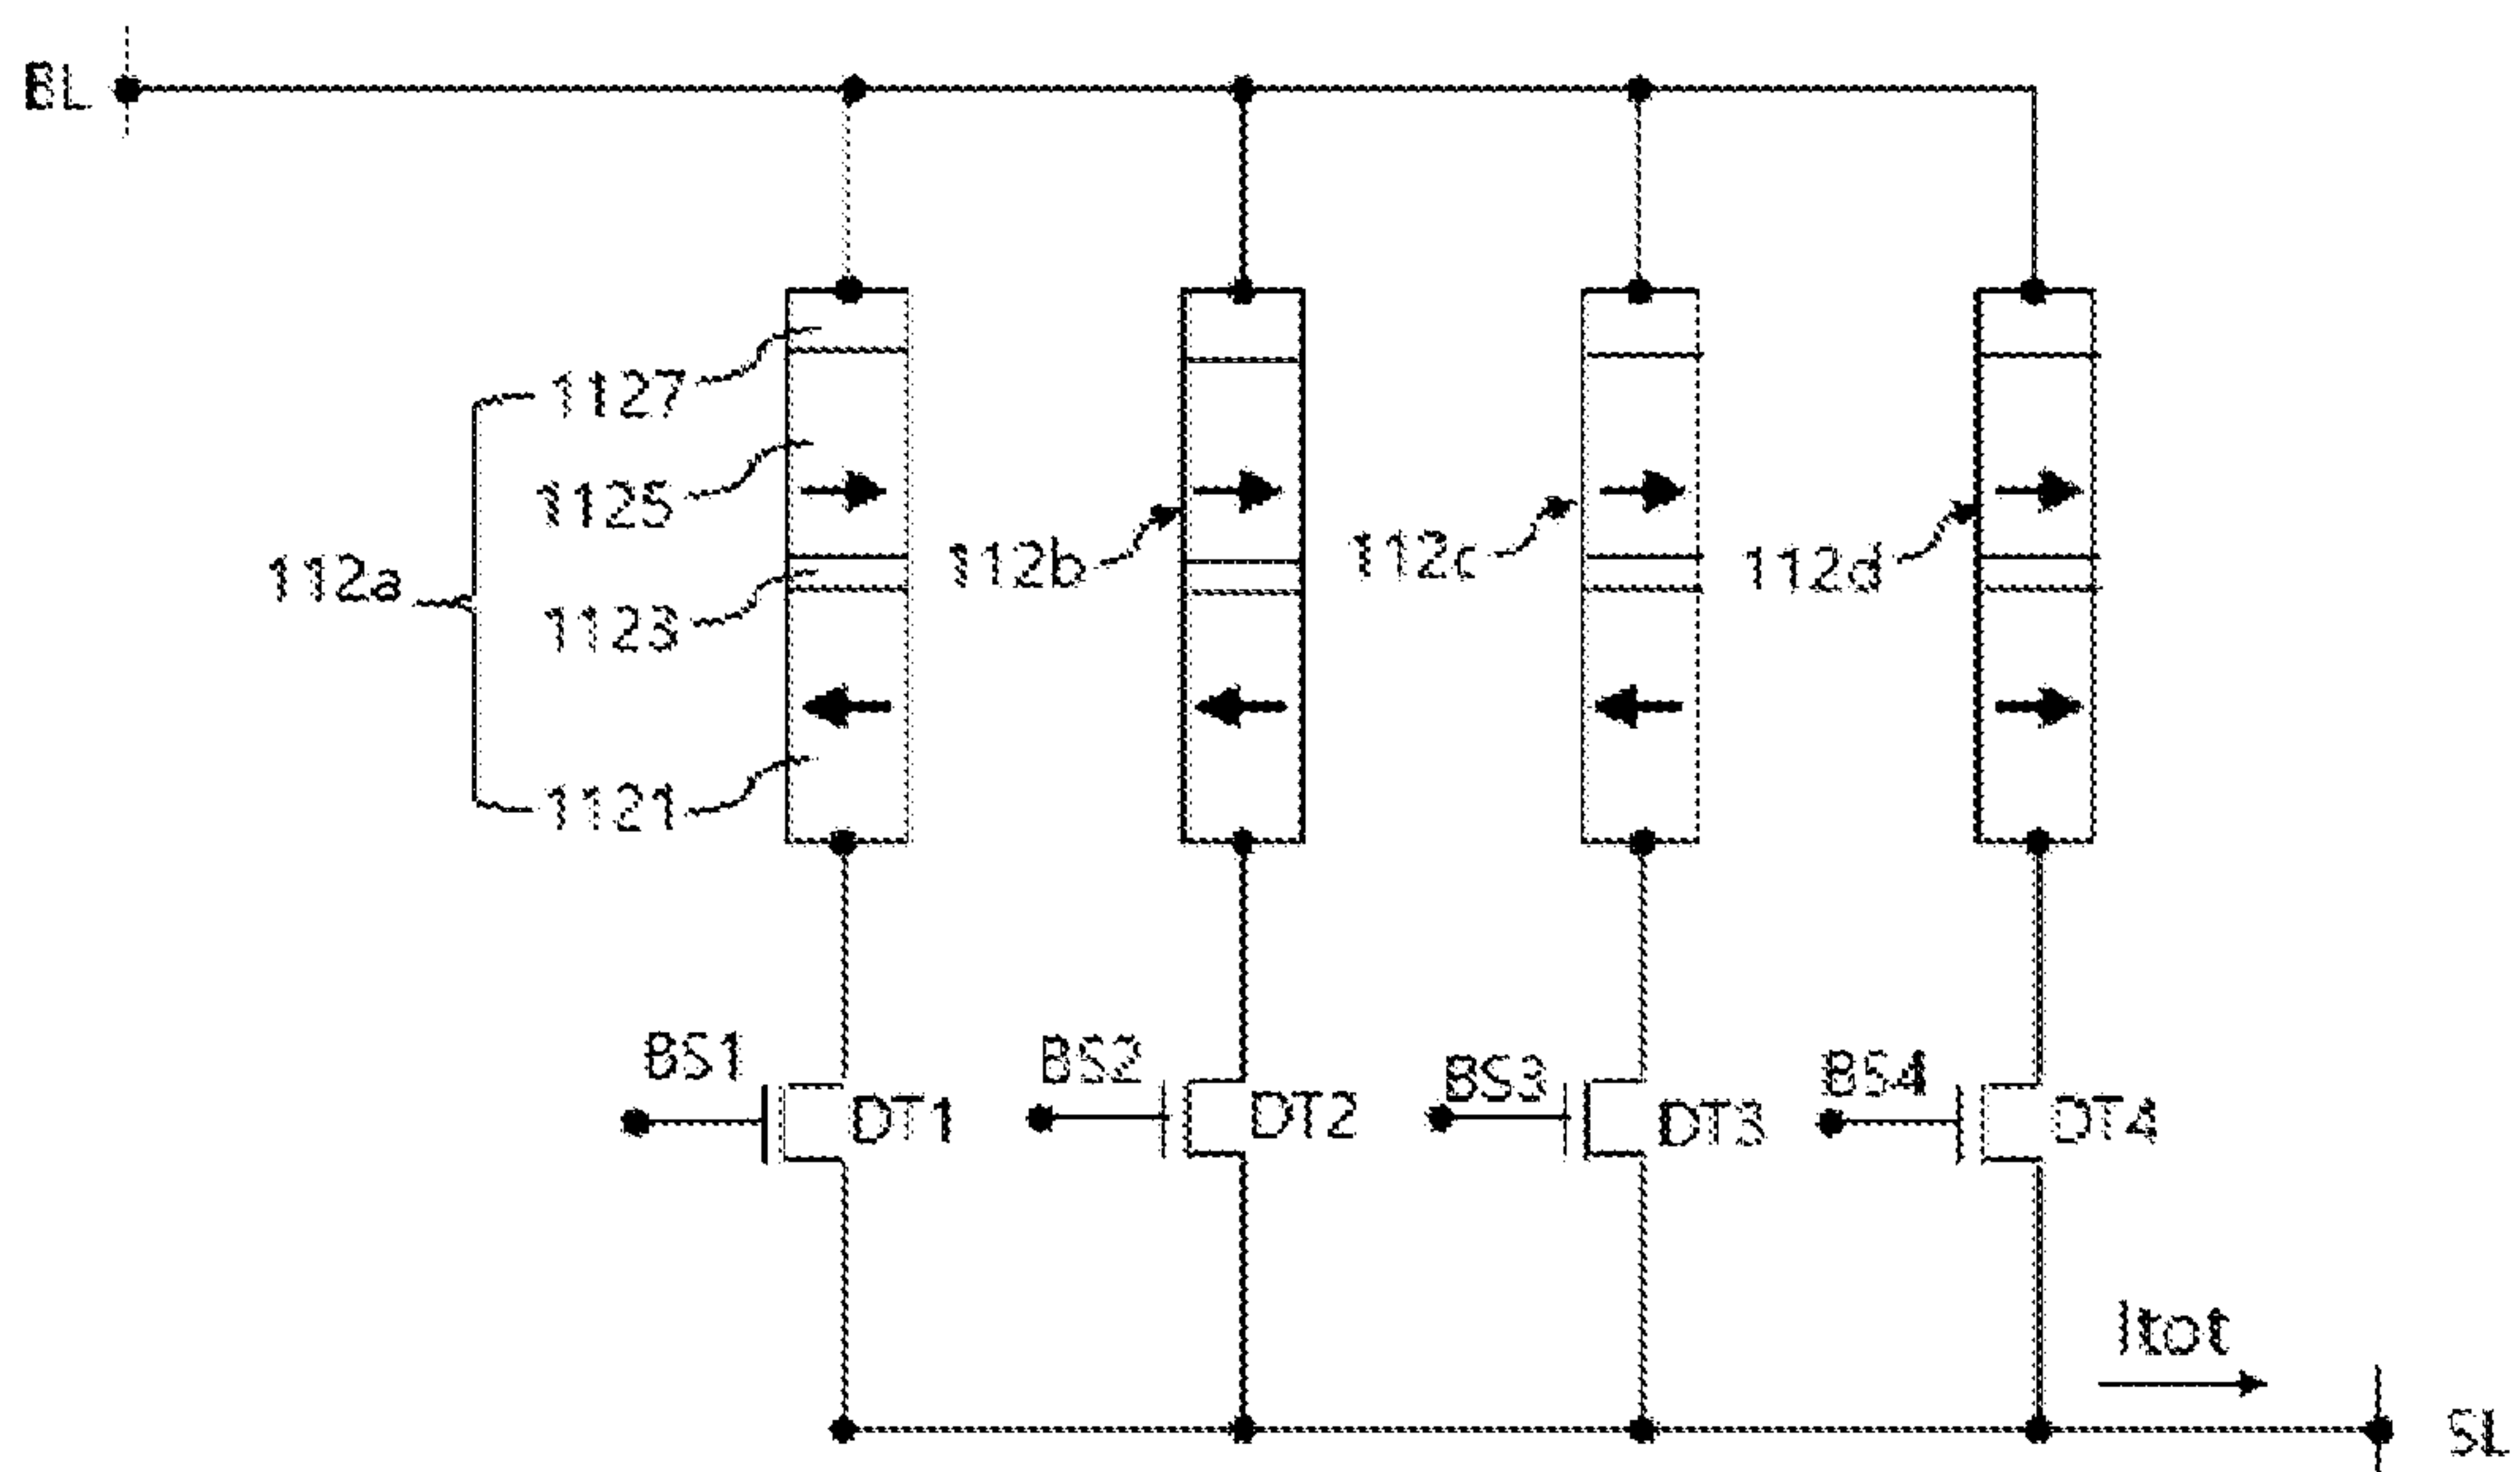 BL
1127
1125
112a
1123
1121
112b
112c
112d
BS1
DT1
BS2
DT2
BS3
DT3
BS4
DT4
Itot
SL